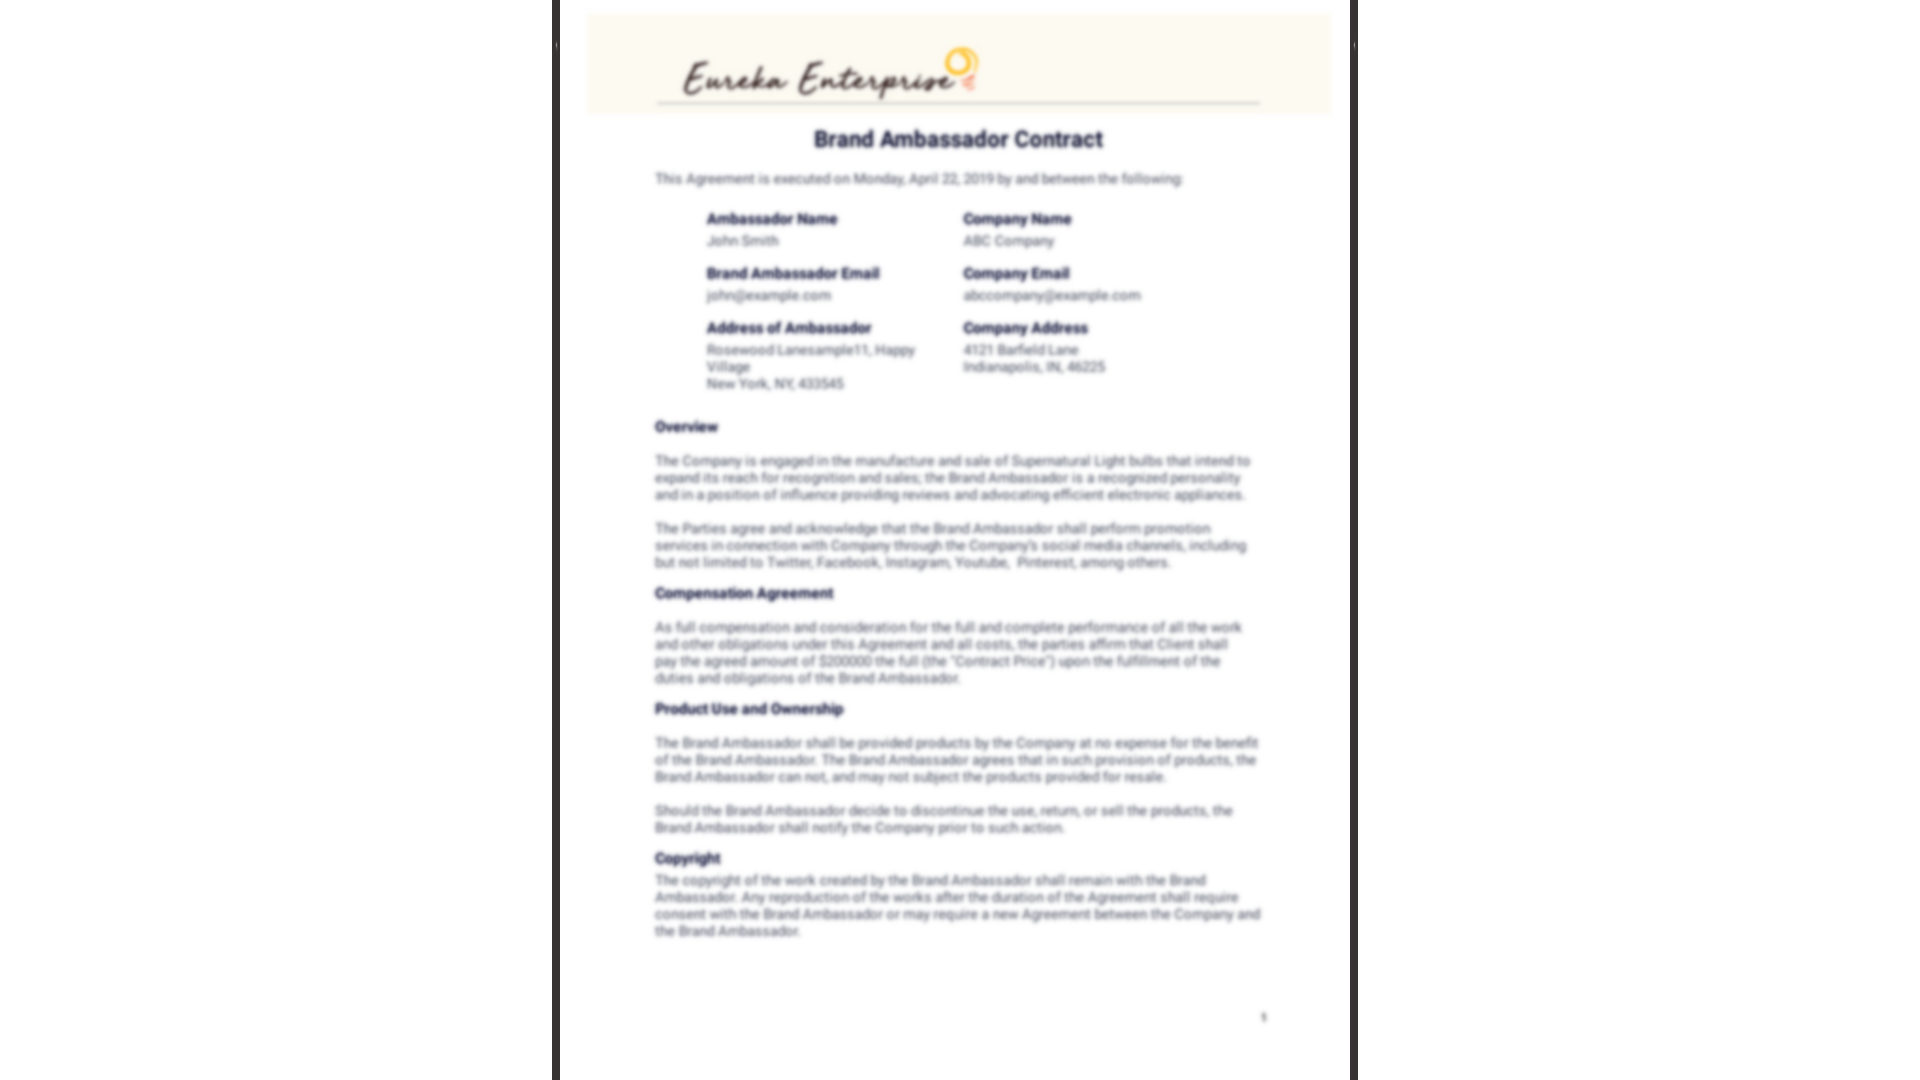 Eureka Enterprise
Brand Ambassador Contract
This Agreement is executed on Monday, April 22, 2019 by and between the following:
Ambassador Name
John Smith
Company Name
ABC Company
Brand Ambassador Email
john@example.com
Company Email
abccompany@example.com
Address of Ambassador
Rosewood Lanesample11, Happy
Village
New York, NY, 433545
Company Address
4121 Barfield Lane
Indianapolis, IN, 46225
Overview
The Company is engaged in the manufacture and sale of Supernatural Light bulbs that intend to
expand its reach for recognition and sales; the Brand Ambassador is a recognized personality
and in a position of influence providing reviews and advocating efficient electronic appliances.
The Parties agree and acknowledge that the Brand Ambassador shall perform promotion
services in connection with Company through the Company's social media channels, including
but not limited to Twitter, Facebook, Instagram, Youtube,  Pinterest, among others.
Compensation Agreement
As full compensation and consideration for the full and complete performance of all the work
and other obligations under this Agreement and all costs, the parties affirm that Client shall
pay the agreed amount of $200000 the full (the "Contract Price") upon the fulfillment of the
duties and obligations of the Brand Ambassador.
Product Use and Ownership
The Brand Ambassador shall be provided products by the Company at no expense for the benefit
of the Brand Ambassador. The Brand Ambassador agrees that in such provision of products, the
Brand Ambassador can not, and may not subject the products provided for resale.
Should the Brand Ambassador decide to discontinue the use, return, or sell the products, the
Brand Ambassador shall notify the Company prior to such action.
Copyright
The copyright of the work created by the Brand Ambassador shall remain with the Brand
Ambassador. Any reproduction of the works after the duration of the Agreement shall require
consent with the Brand Ambassador or may require a new Agreement between the Company and
the Brand Ambassador.
1